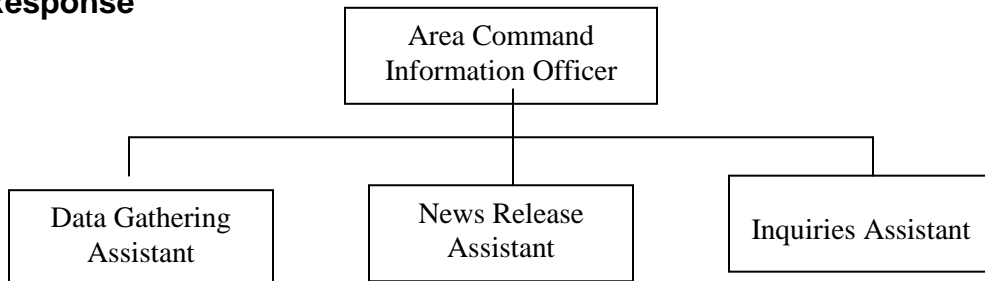 Response
Area Command
Information Officer
Data Gathering
Assistant
News Release
Assistant
Inquiries Assistant